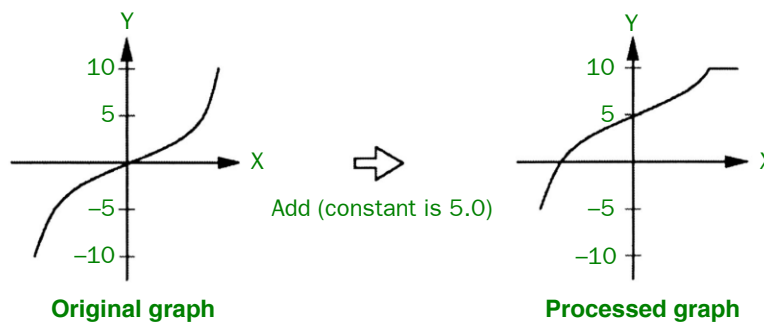 Y
10
5
X
–5
–10
Original graph
Add (constant is 5.0)
Y
10
5
X
–5
–10
Processed graph